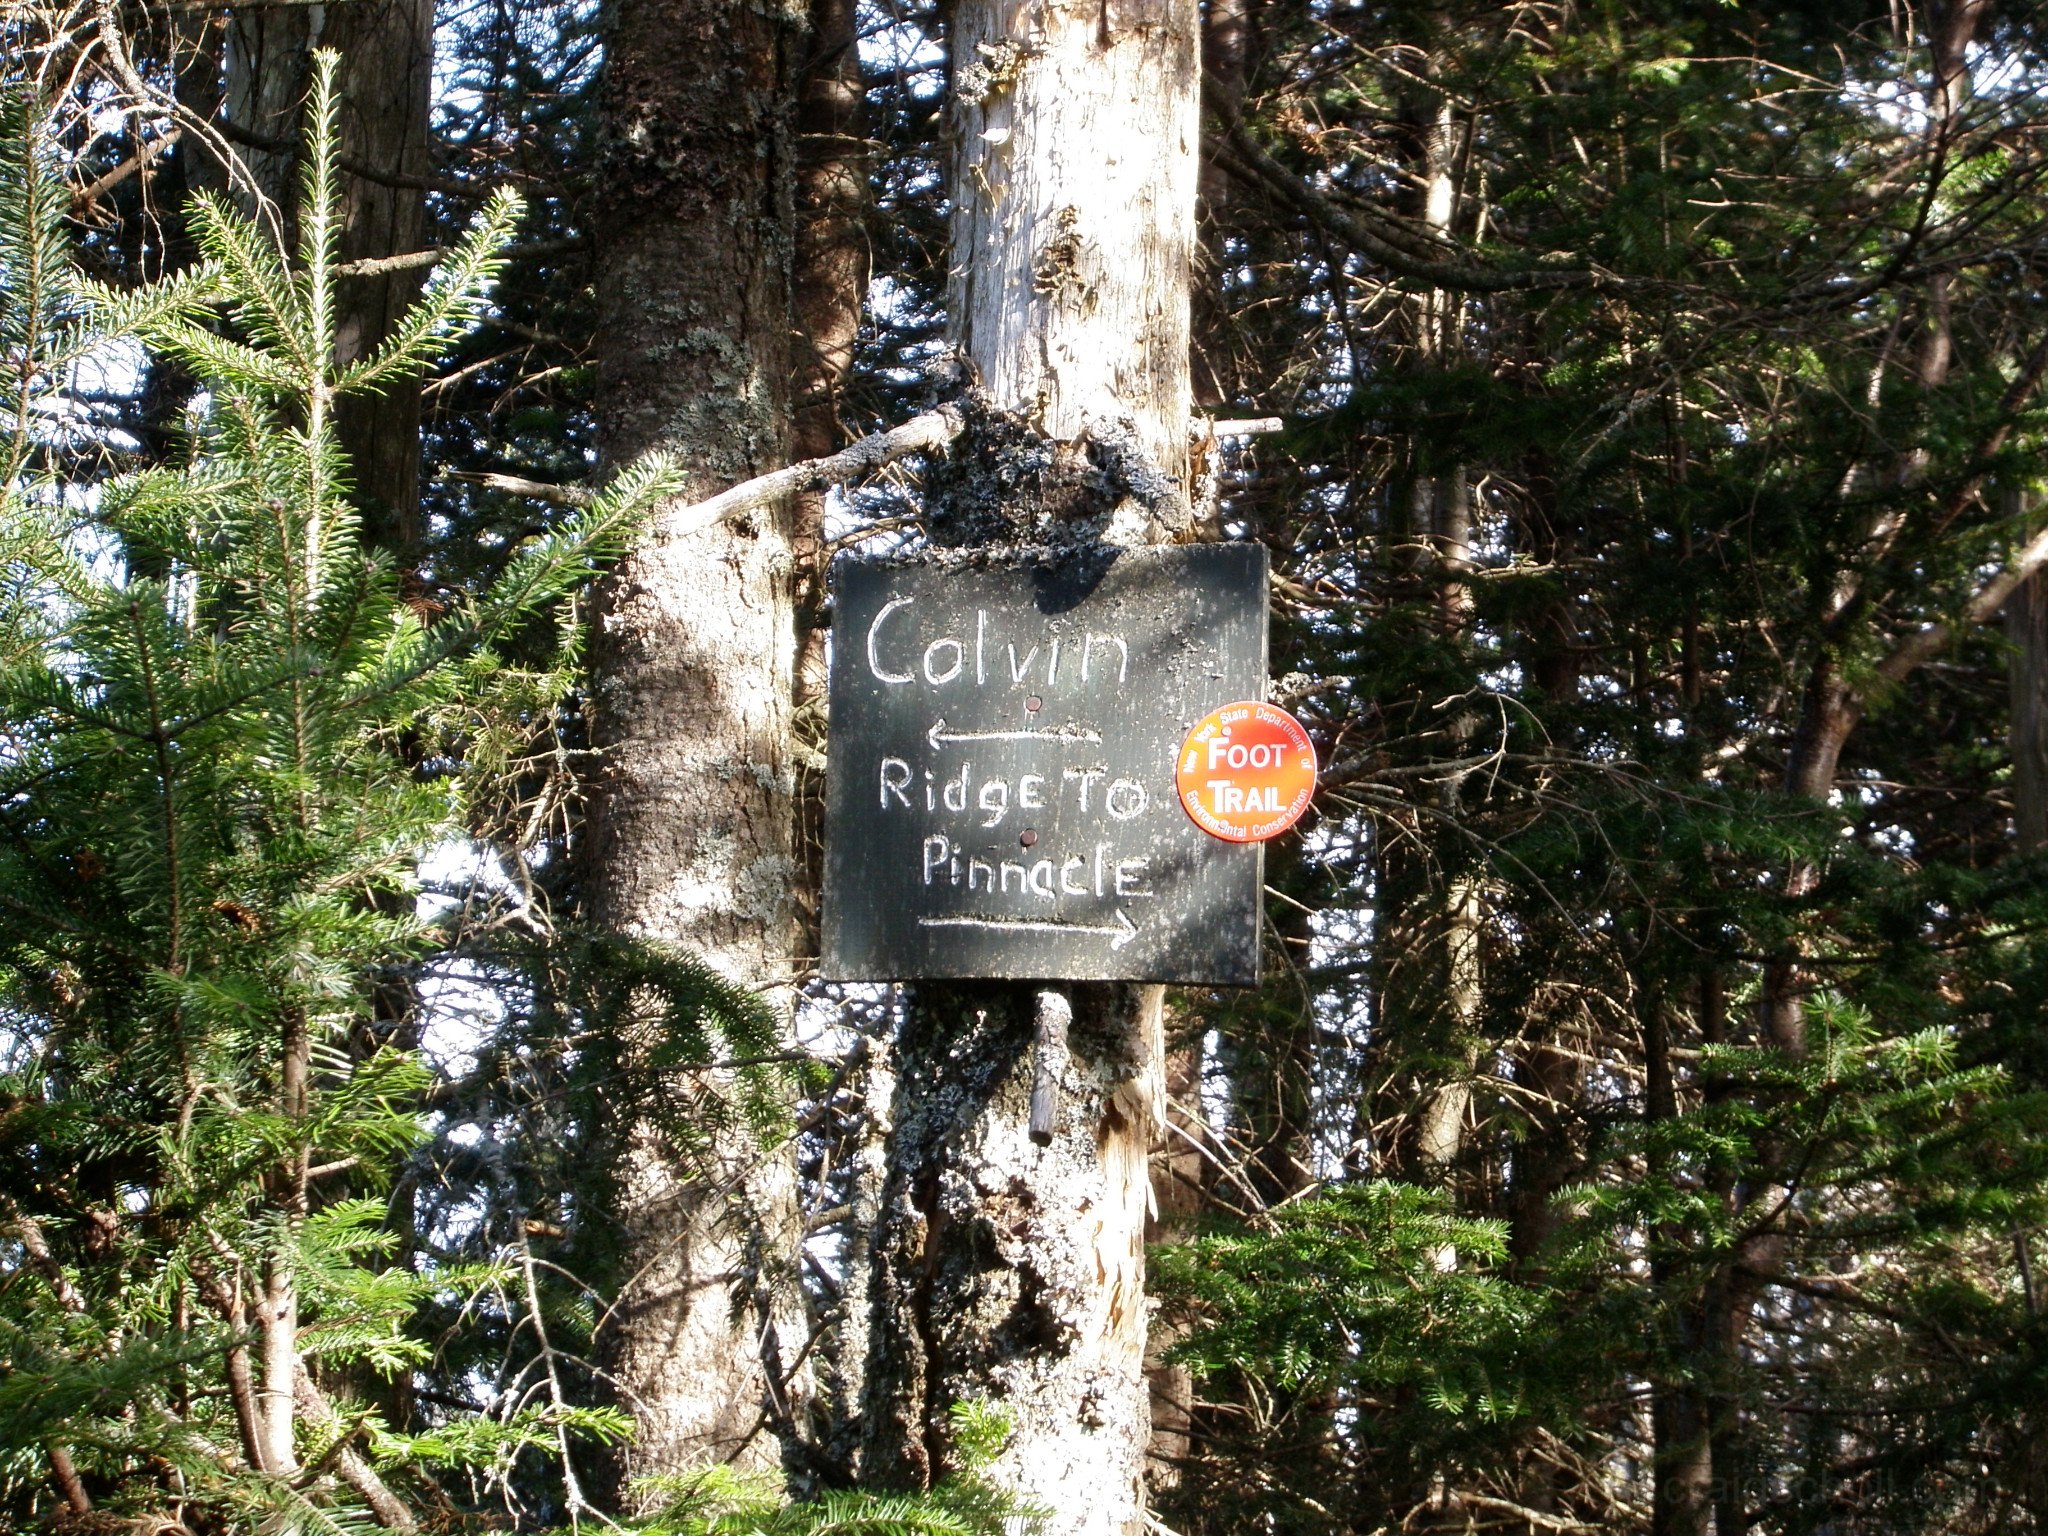 Colvin
←
RidgE To
PinnaclE
→
New York State Department of
FOOT
TRAIL
Environmental Conservation